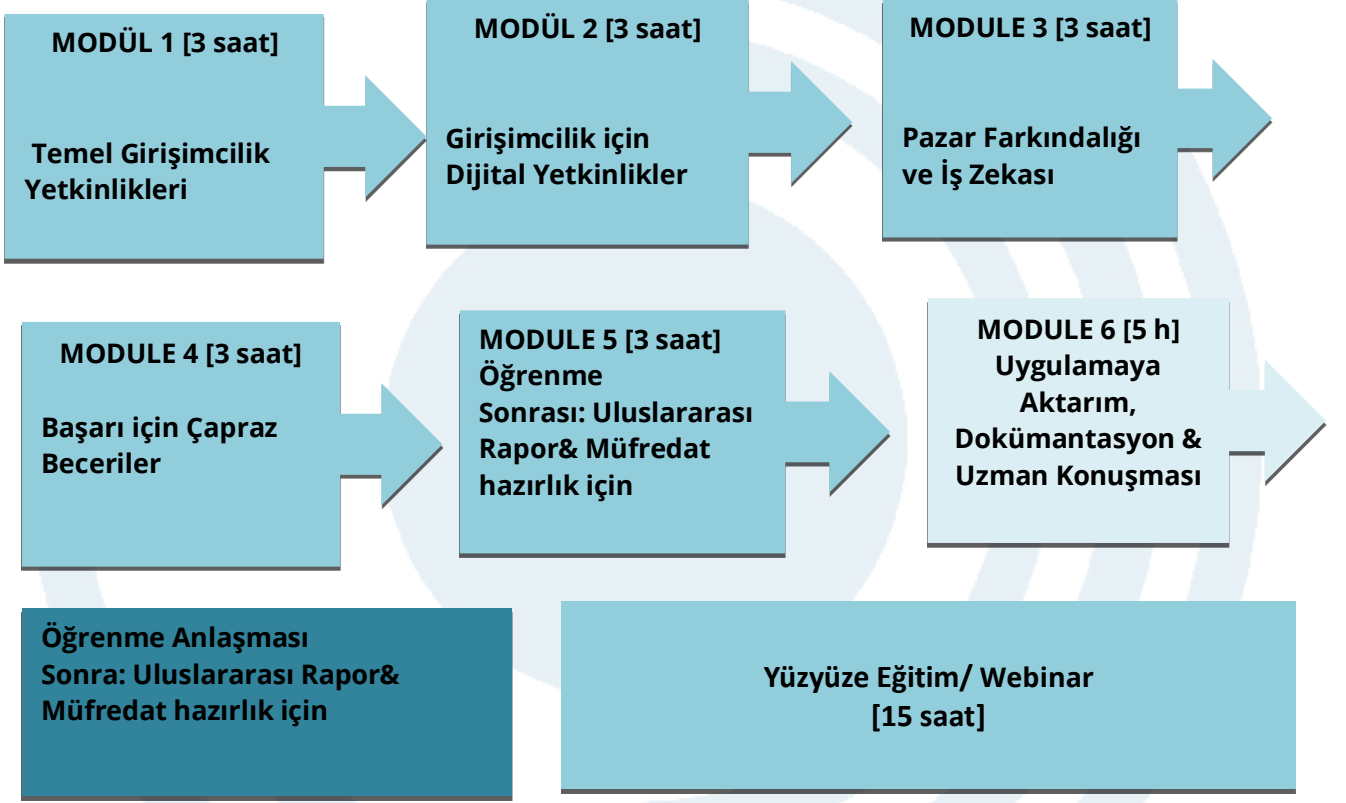 MODÜL 1 [3 saat]
Temel Girişimcilik
Yetkinlikleri
MODÜL 2 [3 saat]
Girişimcilik için
Dijital Yetkinlikler
MODULE 3 [3 saat]
Pazar Farkındalığı
ve İş Zekası
MODULE 4 [3 saat]
Başarı için Çapraz
Beceriler
MODULE 5 [3 saat]
Öğrenme
Sonrası: Uluslararası
Rapor& Müfredat
hazırlık için
MODULE 6 [5 h]
Uygulamaya
Aktarım,
Dokümantasyon &
Uzman Konuşması
Öğrenme Anlaşması
Sonra: Uluslararası Rapor&
Müfredat hazırlık için
Yüzyüze Eğitim/ Webinar
[15 saat]